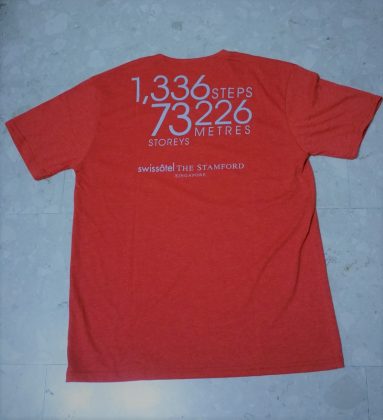 1,336 STEPS
73 226
STOREYS METRES
swissôtel THE STAMFORD
SINGAPORE